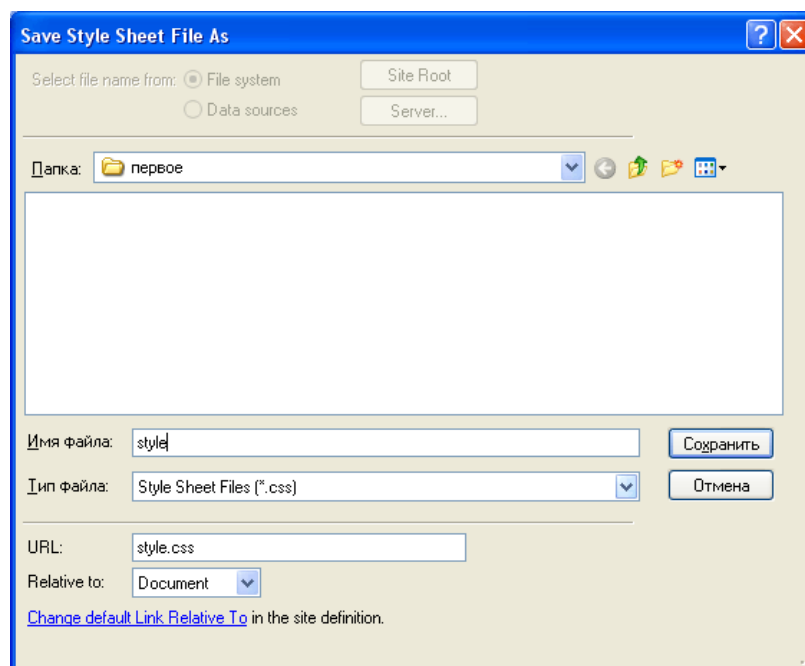 Save Style Sheet File As
Select file name from: File system Site Root
Data sources Server...
Папка: первое
Имя файла: style Сохранить
Тип файла: Style Sheet Files (*.css) Отмена
URL: style.css
Relative to: Document
Change default Link Relative To in the site definition.